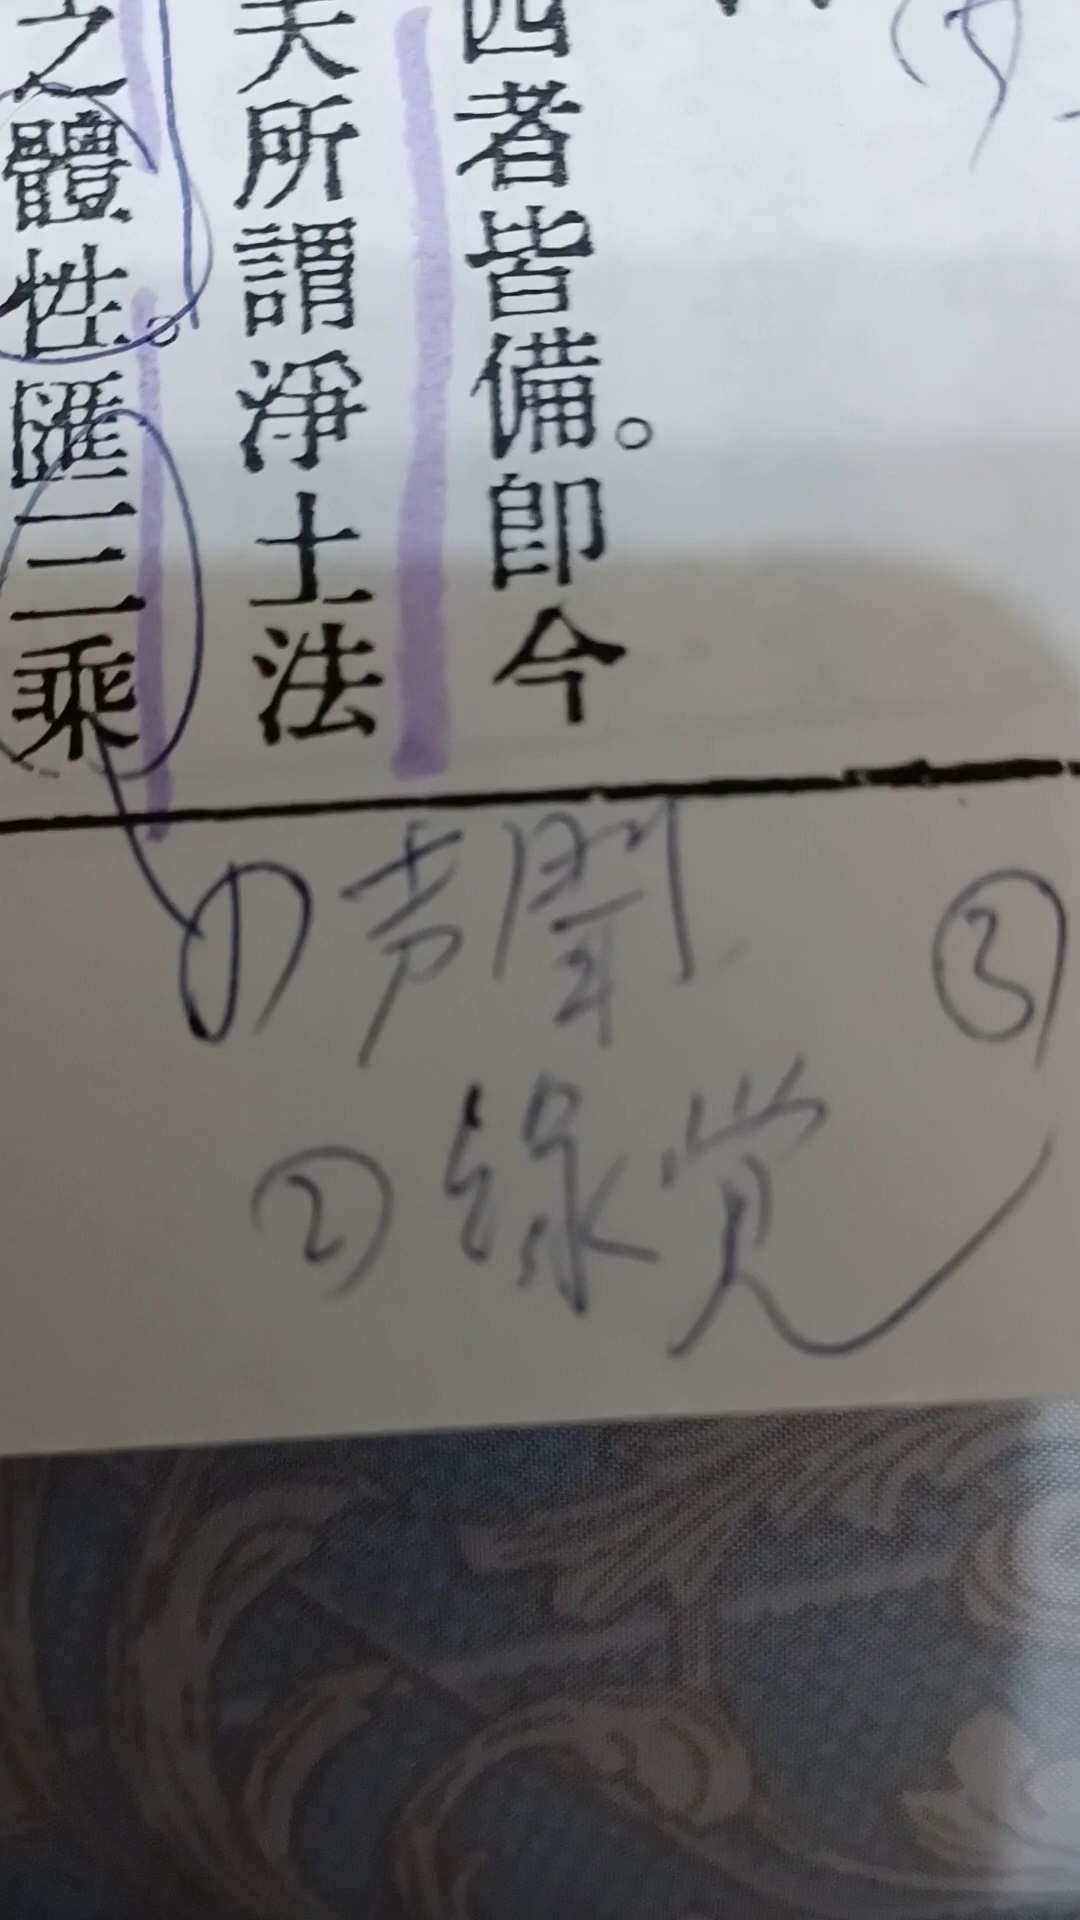 四者皆備。即今
夫所謂淨土法
之體性。匯三乘
①声聞
②緣覚
③